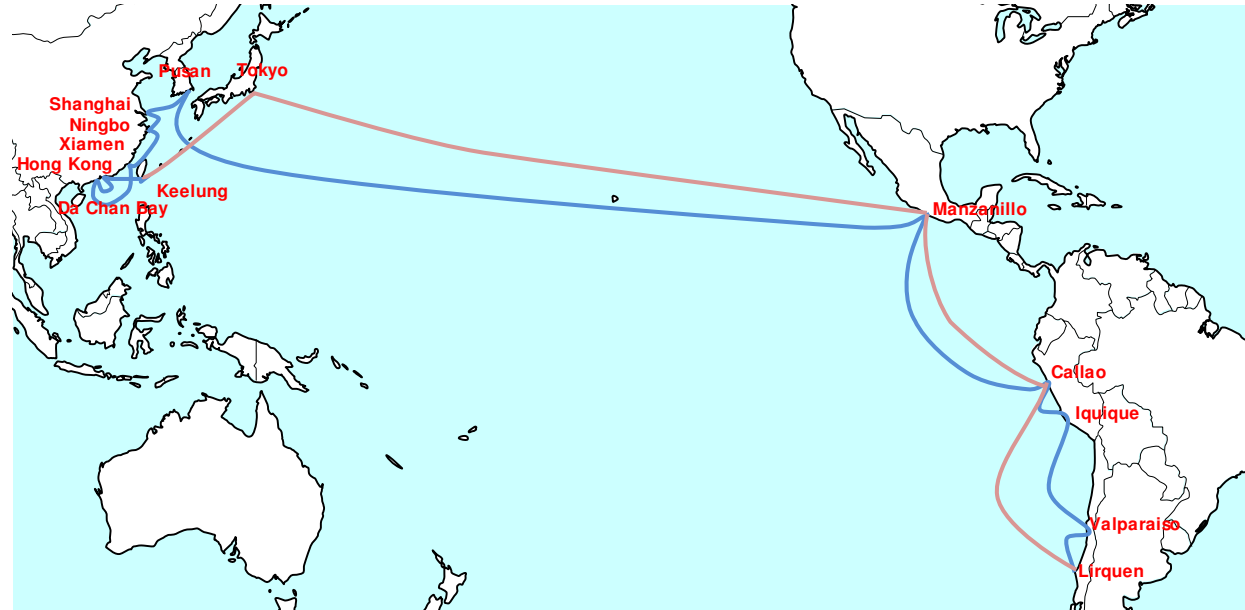 Pusan
Tokyo
Shanghai
Ningbo
Xiamen
Hong Kong
Keelung
Da Chan Bay
Manzanillo
Callao
Iquique
Valparaiso
Lirquen